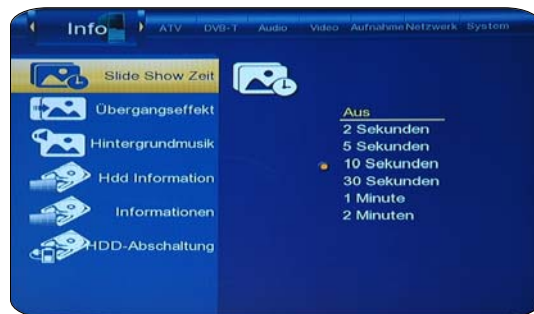 Info ATV DVB-T Audio Video Aufnahme Netzwerk System
Slide Show Zeit
Übergangseffekt
Hintergrundmusik
Hdd Information
Informationen
HDD-Abschaltung
Aus
2 Sekunden
5 Sekunden
10 Sekunden
30 Sekunden
1 Minute
2 Minuten